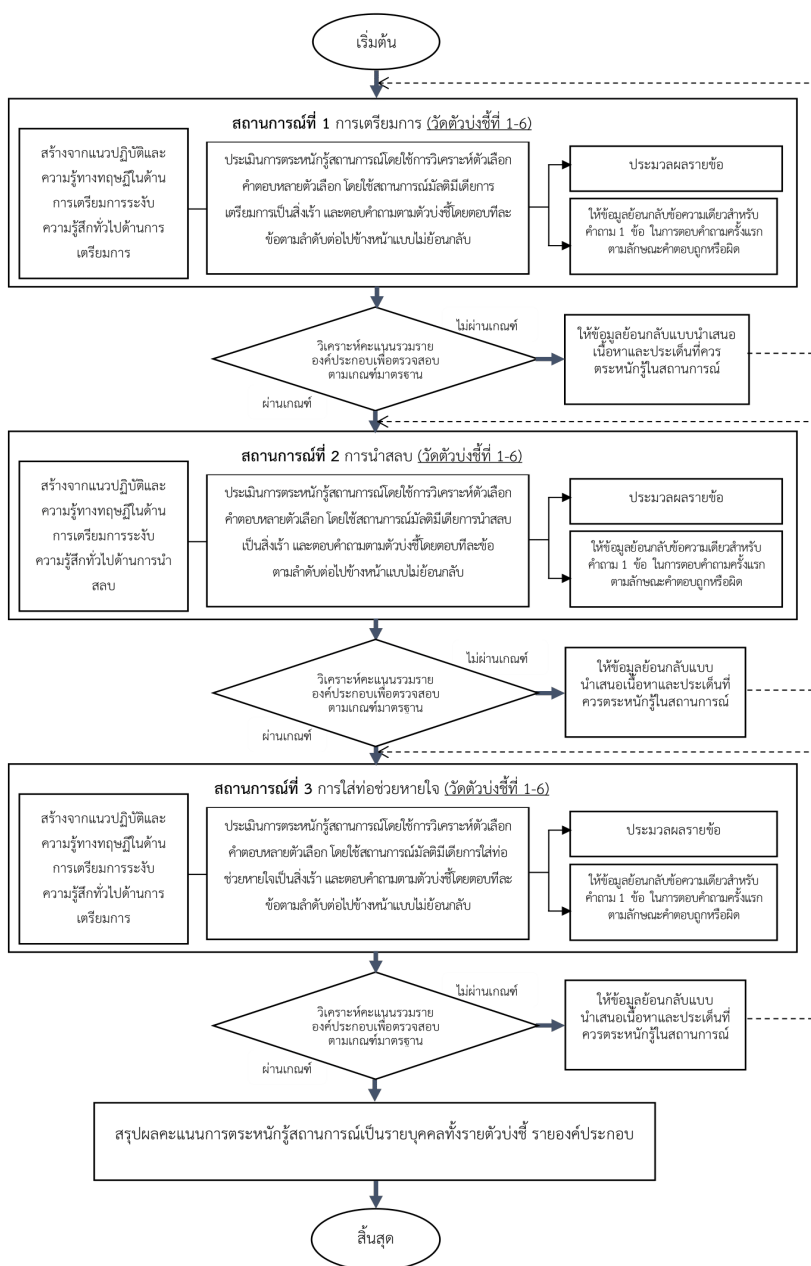 เริ่มต้น
สถานการณ์ที่ 1 การเตรียมการ (วัดตัวบ่งชี้ที่ 1-6)
สร้างจากแนวปฏิบัติและ
ความรู้ทางทฤษฏีในด้าน
การเตรียมการระงับ
ความรู้สึกทั่วไปด้านการ
เตรียมการ
ประเมินการตระหนักรู้สถานการณ์โดยใช้การวิเคราะห์ตัวเลือก
คำตอบหลายตัวเลือก โดยใช้สถานการณ์มัลติมีเดียการ
เตรียมการเป็นสิ่งเร้า และตอบคำถามตามตัวบ่งชี้โดยตอบทีละ
ข้อตามลำดับต่อไปข้างหน้าแบบไม่ย้อนกลับ
ประมวลผลรายข้อ
ให้ข้อมูลย้อนกลับข้อความเดียวสำหรับ
คำถาม 1 ข้อ ในการตอบคำถามครั้งแรก
ตามลักษณะคำตอบถูกหรือผิด
วิเคราะห์คะแนนรวมราย
องค์ประกอบเพื่อตรวจสอบ
ตามเกณฑ์มาตรฐาน
ไม่ผ่านเกณฑ์
ให้ข้อมูลย้อนกลับแบบนำเสนอ
เนื้อหาและประเด็นที่ควร
ตระหนักรู้ในสถานการณ์
ผ่านเกณฑ์
สถานการณ์ที่ 2 การนำสลบ (วัดตัวบ่งชี้ที่ 1-6)
สร้างจากแนวปฏิบัติและ
ความรู้ทางทฤษฏีในด้าน
การเตรียมการระงับ
ความรู้สึกทั่วไปด้านการนำ
สลบ
ประเมินการตระหนักรู้สถานการณ์โดยใช้การวิเคราะห์ตัวเลือก
คำตอบหลายตัวเลือก โดยใช้สถานการณ์มัลติมีเดียการนำสลบ
เป็นสิ่งเร้า และตอบคำถามตามตัวบ่งชี้โดยตอบทีละข้อ
ตามลำดับต่อไปข้างหน้าแบบไม่ย้อนกลับ
ประมวลผลรายข้อ
ให้ข้อมูลย้อนกลับข้อความเดียวสำหรับ
คำถาม 1 ข้อ ในการตอบคำถามครั้งแรก
ตามลักษณะคำตอบถูกหรือผิด
วิเคราะห์คะแนนรวมราย
องค์ประกอบเพื่อตรวจสอบ
ตามเกณฑ์มาตรฐาน
ไม่ผ่านเกณฑ์
ให้ข้อมูลย้อนกลับแบบ
นำเสนอเนื้อหาและประเด็นที่
ควรตระหนักรู้ในสถานการณ์
ผ่านเกณฑ์
สถานการณ์ที่ 3 การใส่ท่อช่วยหายใจ (วัดตัวบ่งชี้ที่ 1-6)
สร้างจากแนวปฏิบัติและ
ความรู้ทางทฤษฏีในด้าน
การเตรียมการระงับ
ความรู้สึกทั่วไปด้านการ
เตรียมการ
ประเมินการตระหนักรู้สถานการณ์โดยใช้การวิเคราะห์ตัวเลือก
คำตอบหลายตัวเลือก โดยใช้สถานการณ์มัลติมีเดียการใส่ท่อ
ช่วยหายใจเป็นสิ่งเร้า และตอบคำถามตามตัวบ่งชี้โดยตอบทีละ
ข้อตามลำดับต่อไปข้างหน้าแบบไม่ย้อนกลับ
ประมวลผลรายข้อ
ให้ข้อมูลย้อนกลับข้อความเดียวสำหรับ
คำถาม 1 ข้อ ในการตอบคำถามครั้งแรก
ตามลักษณะคำตอบถูกหรือผิด
วิเคราะห์คะแนนรวมราย
องค์ประกอบเพื่อตรวจสอบ
ตามเกณฑ์มาตรฐาน
ไม่ผ่านเกณฑ์
ให้ข้อมูลย้อนกลับแบบ
นำเสนอเนื้อหาและประเด็นที่
ควรตระหนักรู้ในสถานการณ์
ผ่านเกณฑ์
สรุปผลคะแนนการตระหนักรู้สถานการณ์เป็นรายบุคคลทั้งรายตัวบ่งชี้ รายองค์ประกอบ
สิ้นสุด